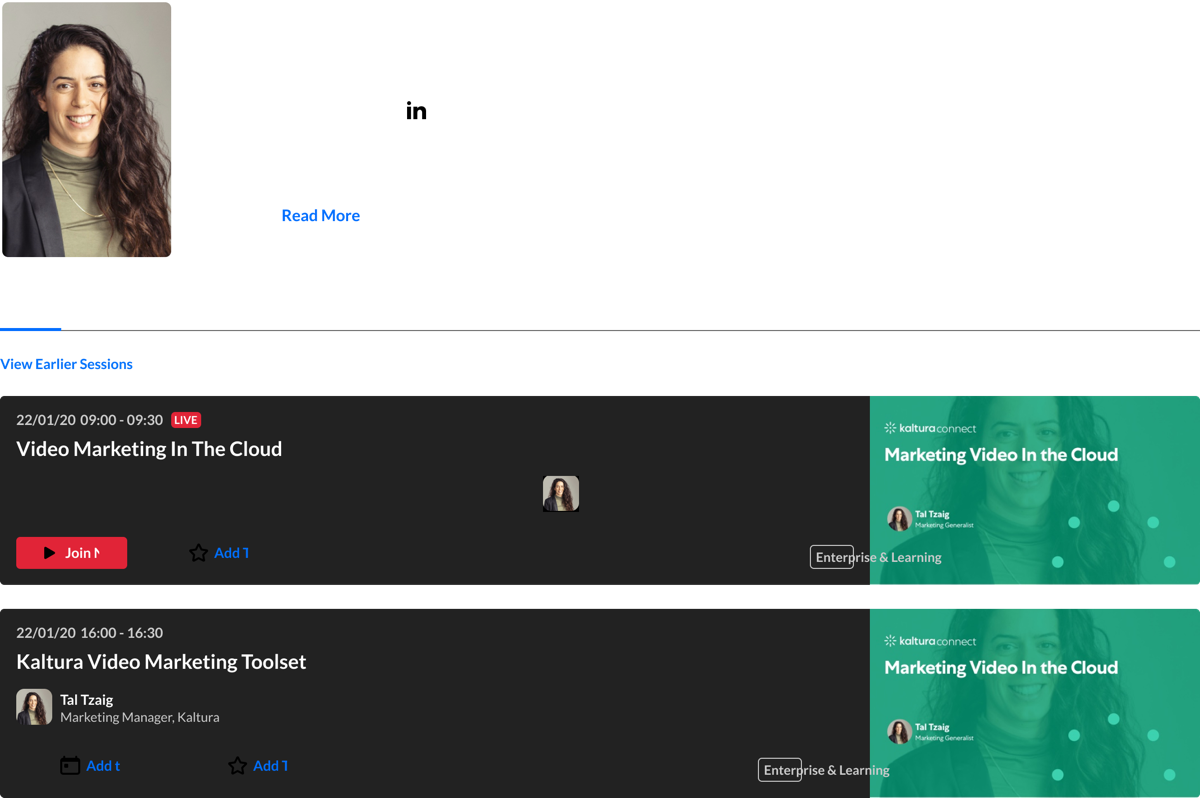 in
Read More
View Earlier Sessions
22/01/20 09:00 - 09:30 LIVE
Video Marketing In The Cloud
Join
Add
Enterprise & Learning
kaltura connect
Marketing Video In the Cloud
Tal Tzaig
Marketing Generalist
22/01/20 16:00 - 16:30
Kaltura Video Marketing Toolset
Tal Tzaig
Marketing Manager, Kaltura
Add t
Add
Enterprise & Learning
kaltura connect
Marketing Video In the Cloud
Tal Tzaig
Marketing Generalist